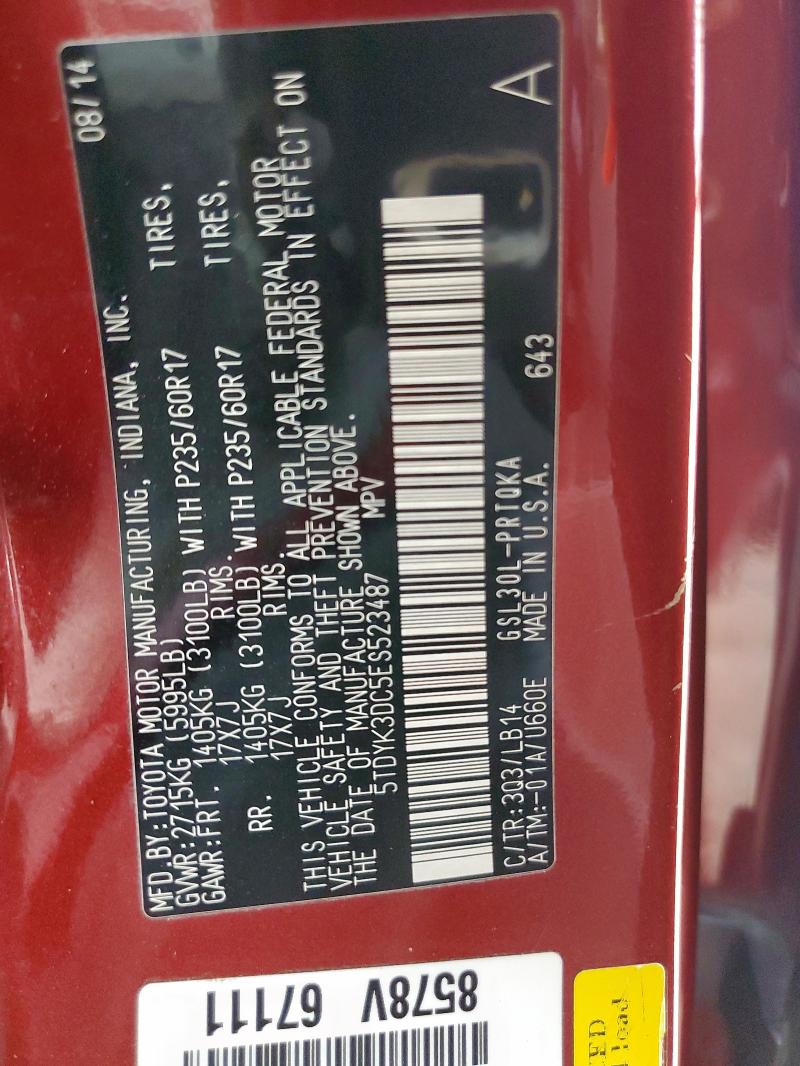 MFD.BY:TOYOTA MOTOR MANUFACTURING, INDIANA, INC. 08/14
GVWR:2715KG (5995LB)
GAWR:FRT. 1405KG (3100LB) WITH P235/60R17 TIRES,
17X7J RIMS.
RR. 1405KG (3100LB) WITH P235/60R17 TIRES,
17X7J RIMS.
THIS VEHICLE CONFORMS TO ALL APPLICABLE FEDERAL MOTOR
VEHICLE SAFETY AND THEFT PREVENTION STANDARDS IN EFFECT ON
THE DATE OF MANUFACTURE SHOWN ABOVE.
5TDYK3DC5ES523487 MPV
C/TR:3Q3/LB14 GSL30L-PRTQKA
A/TM:-01A/U660E MADE IN U.S.A. 643 A
8578V 67111
load